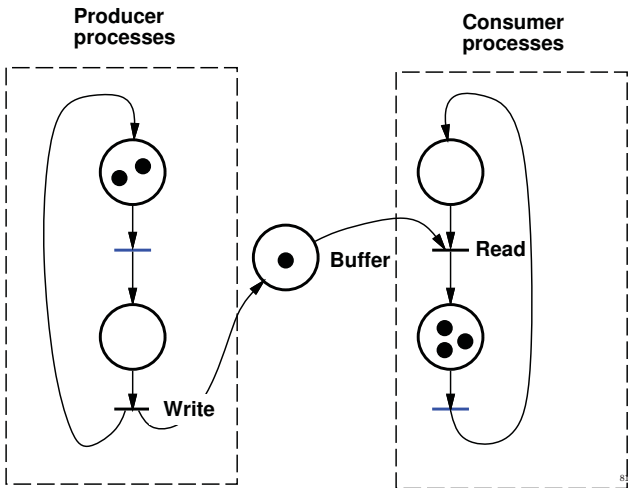 Producer
processes
Consumer
processes
Buffer
Read
Write